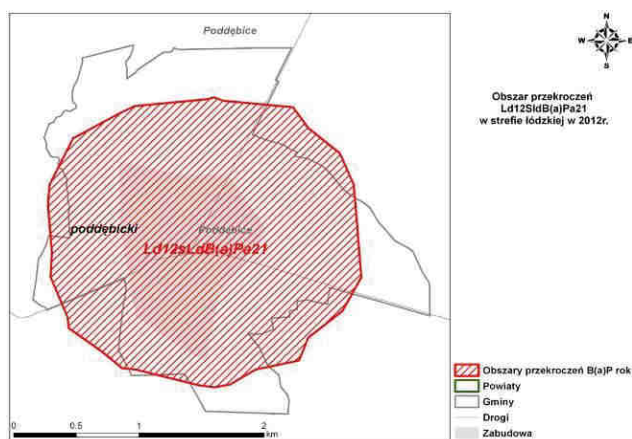 Poddębice
N
W E
S
Obszar przekroczeń
Ld12SldB(a)Pa21
w strefie łódzkiej w 2012r.
poddębicki
Poddębice
Ld12sLdB(a)Pa21
Obszary przekroczeń B(a)P rok
Powiaty
Gminy
Drogi
Zabudowa
0 0.5 1 2
km